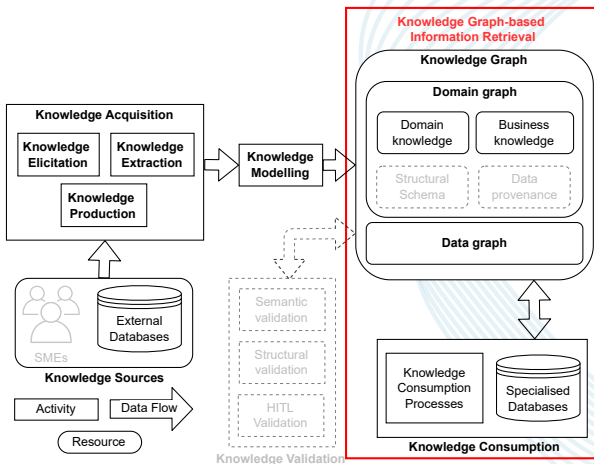 Knowledge Graph-based
Information Retrieval
Knowledge Graph
Domain graph
Domain
knowledge
Business
knowledge
Structural
Schema
Data
provenance
Data graph
Knowledge Acquisition
Knowledge
Elicitation
Knowledge
Extraction
Knowledge
Production
Knowledge
Modelling
SMEs
External
Databases
Knowledge Sources
Semantic
validation
Structural
validation
HITL
Validation
Knowledge Validation
Knowledge
Consumption
Processes
Specialised
Databases
Knowledge Consumption
Activity
Data Flow
Resource